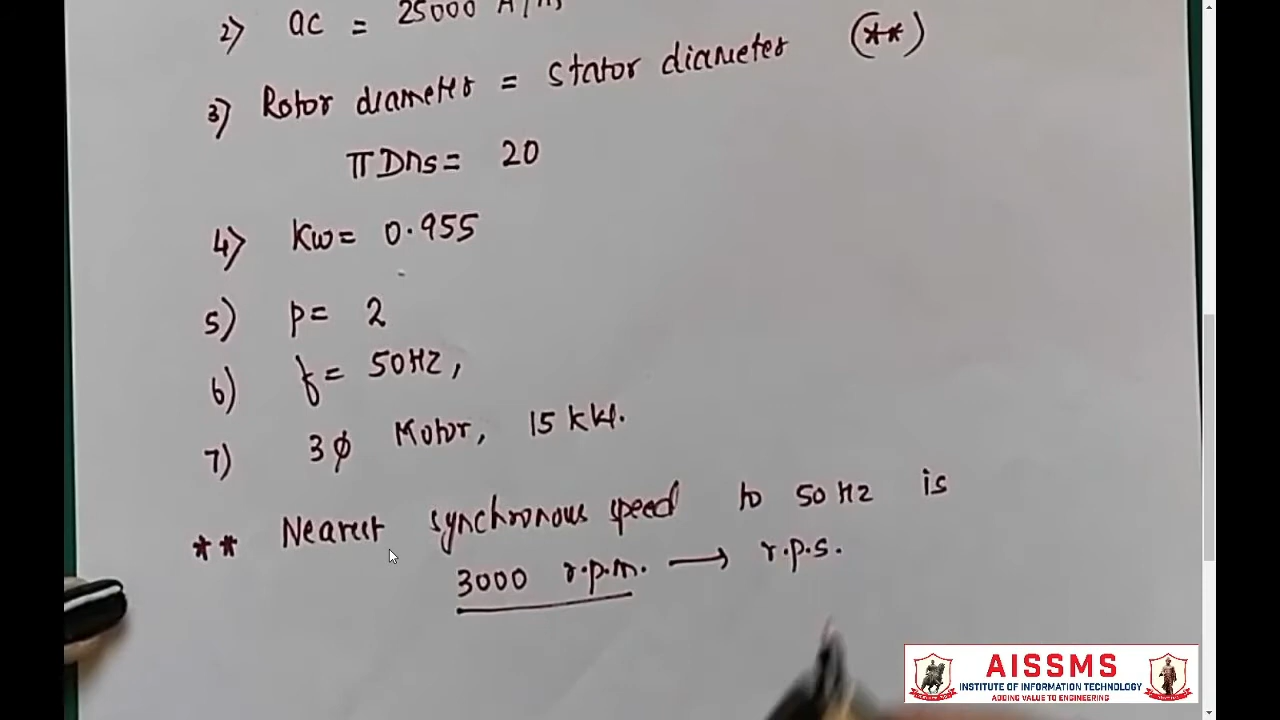 2) ac = 25000 A/m
3) Rotor diameter = stator diameter (**)
πDns = 20
4) Kw = 0.955
5) p = 2
6) f = 50HZ,
7) 3φ Motor, 15 kW.
** Nearest synchronous speed to 50 HZ is
3000 r.p.m. → r.p.s.
AISSMS
INSTITUTE OF INFORMATION TECHNOLOGY
ADDING VALUE TO ENGINEERING